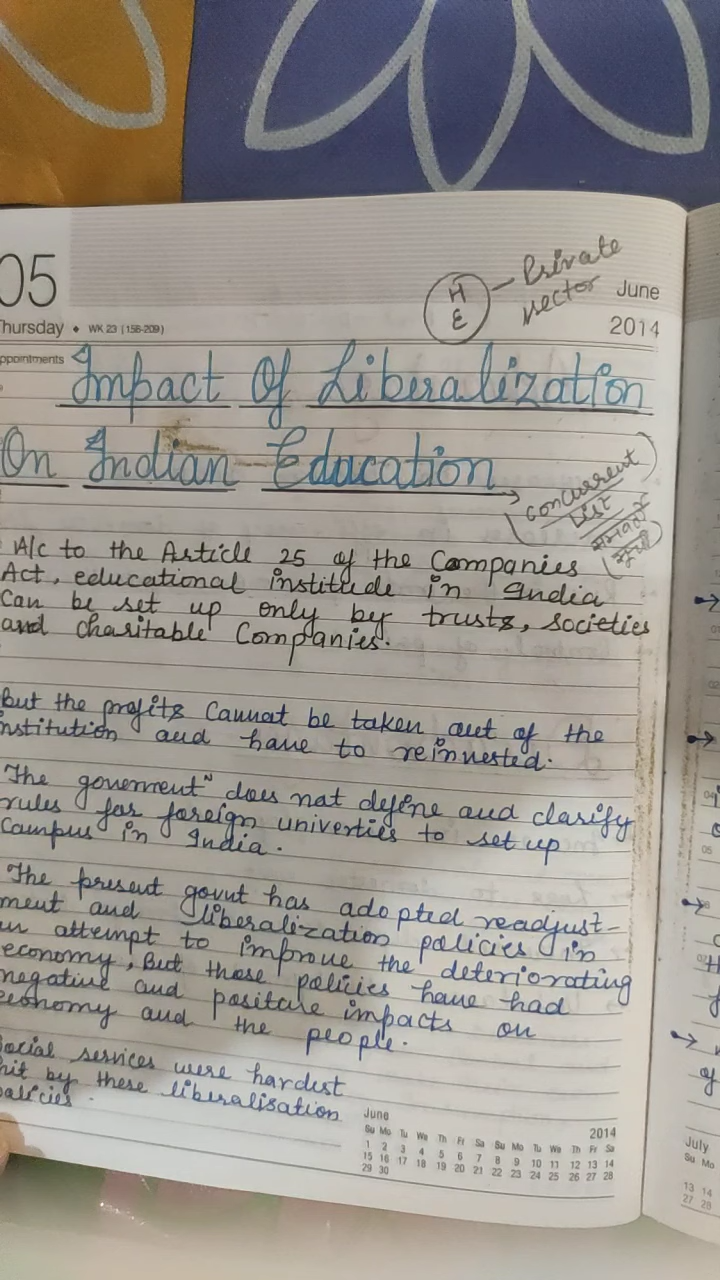 05
Thursday • WK 23 (156-209)
H
E
— Private
sector
June
2014
ppointments
Impact Of Liberalization
On Indian Education
→ (Concurrent
List
समवर्ती
सूची)
A/c to the Article 25 of the Companies
Act, educational institude in India
Can be set up only by trusts, societies
and charitable Companies.
but the profits Cannot be taken out of the
nstitution and have to reinvested.
The government does not define and clarify
rules for foreign univerties to set up
Campus in India.
The present govnt has adopted readjust-
ment and liberalization policies in
an attempt to improve the deteriorating
economy, But those policies have had
negative and positive impacts on
economy and the people.
ocial services were hardest
hit by these liberalisation
policies.
June
2014
Su Mo Tu We Th Fr Sa Su Mo Tu We Th Fr Sa
1 2 3 4 5 6 7 8 9 10 11 12 13 14
15 16 17 18 19 20 21 22 23 24 25 26 27 28
29 30
July
Su Mo
13 14
27 28
of